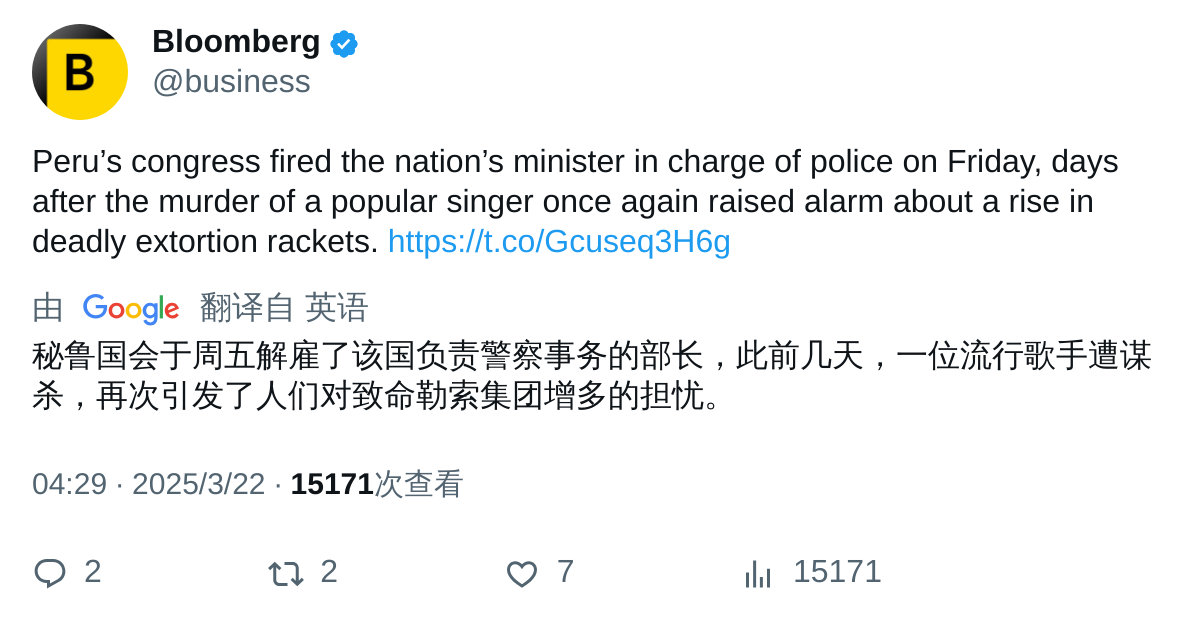 B
Bloomberg
@business
Peru’s congress fired the nation’s minister in charge of police on Friday, days
after the murder of a popular singer once again raised alarm about a rise in
deadly extortion rackets. https://t.co/Gcuseq3H6g
由 Google 翻译自 英语
秘鲁国会于周五解雇了该国负责警察事务的部长，此前几天，一位流行歌手遭谋
杀，再次引发了人们对致命勒索集团增多的担忧。
04:29 · 2025/3/22 · 15171次查看
2 2 7 15171